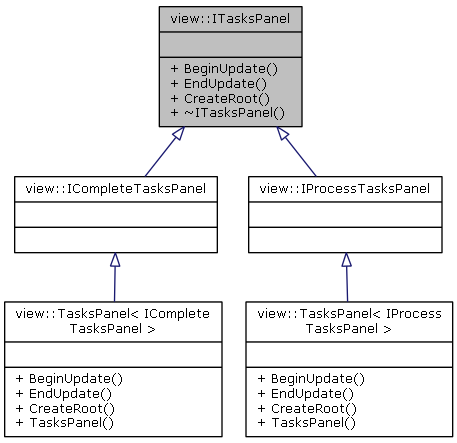 view::ITasksPanel
+ BeginUpdate()
+ EndUpdate()
+ CreateRoot()
+ ~ITasksPanel()
view::ICompleteTasksPanel
view::IProcessTasksPanel
view::TasksPanel< IComplete
TasksPanel >
+ BeginUpdate()
+ EndUpdate()
+ CreateRoot()
+ TasksPanel()
view::TasksPanel< IProcess
TasksPanel >
+ BeginUpdate()
+ EndUpdate()
+ CreateRoot()
+ TasksPanel()